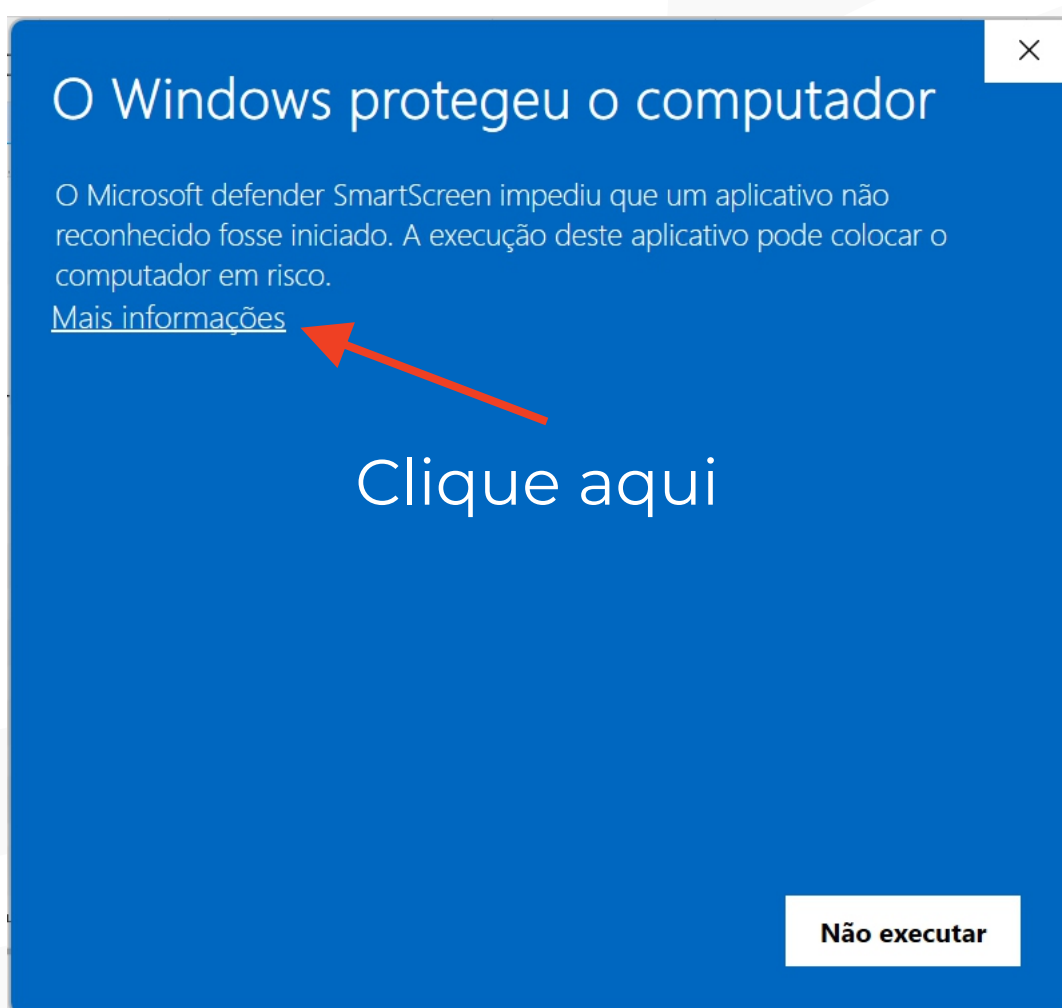 O Windows protegeu o computador
O Microsoft defender SmartScreen impediu que um aplicativo não
reconhecido fosse iniciado. A execução deste aplicativo pode colocar o
computador em risco.
Mais informações
Clique aqui
Não executar